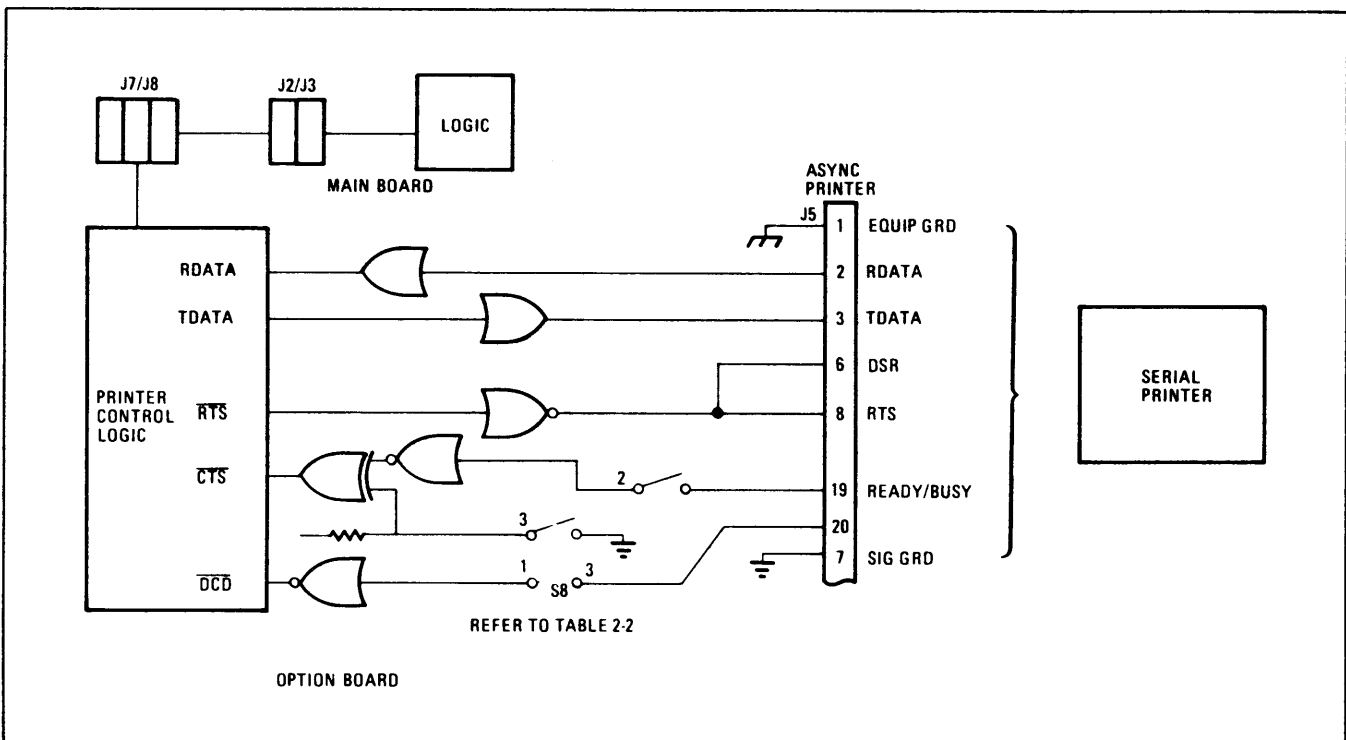 J7/J8
J2/J3
LOGIC
MAIN BOARD
ASYNC
PRINTER
J5
1 EQUIP GRD
RDATA
2 RDATA
TDATA
3 TDATA
6 DSR
SERIAL
PRINTER
PRINTER
CONTROL
LOGIC
RTS
8 RTS
CTS
2
19 READY/BUSY
3
20
7 SIG GRD
DCD
1
S8
3
REFER TO TABLE 2-2
OPTION BOARD